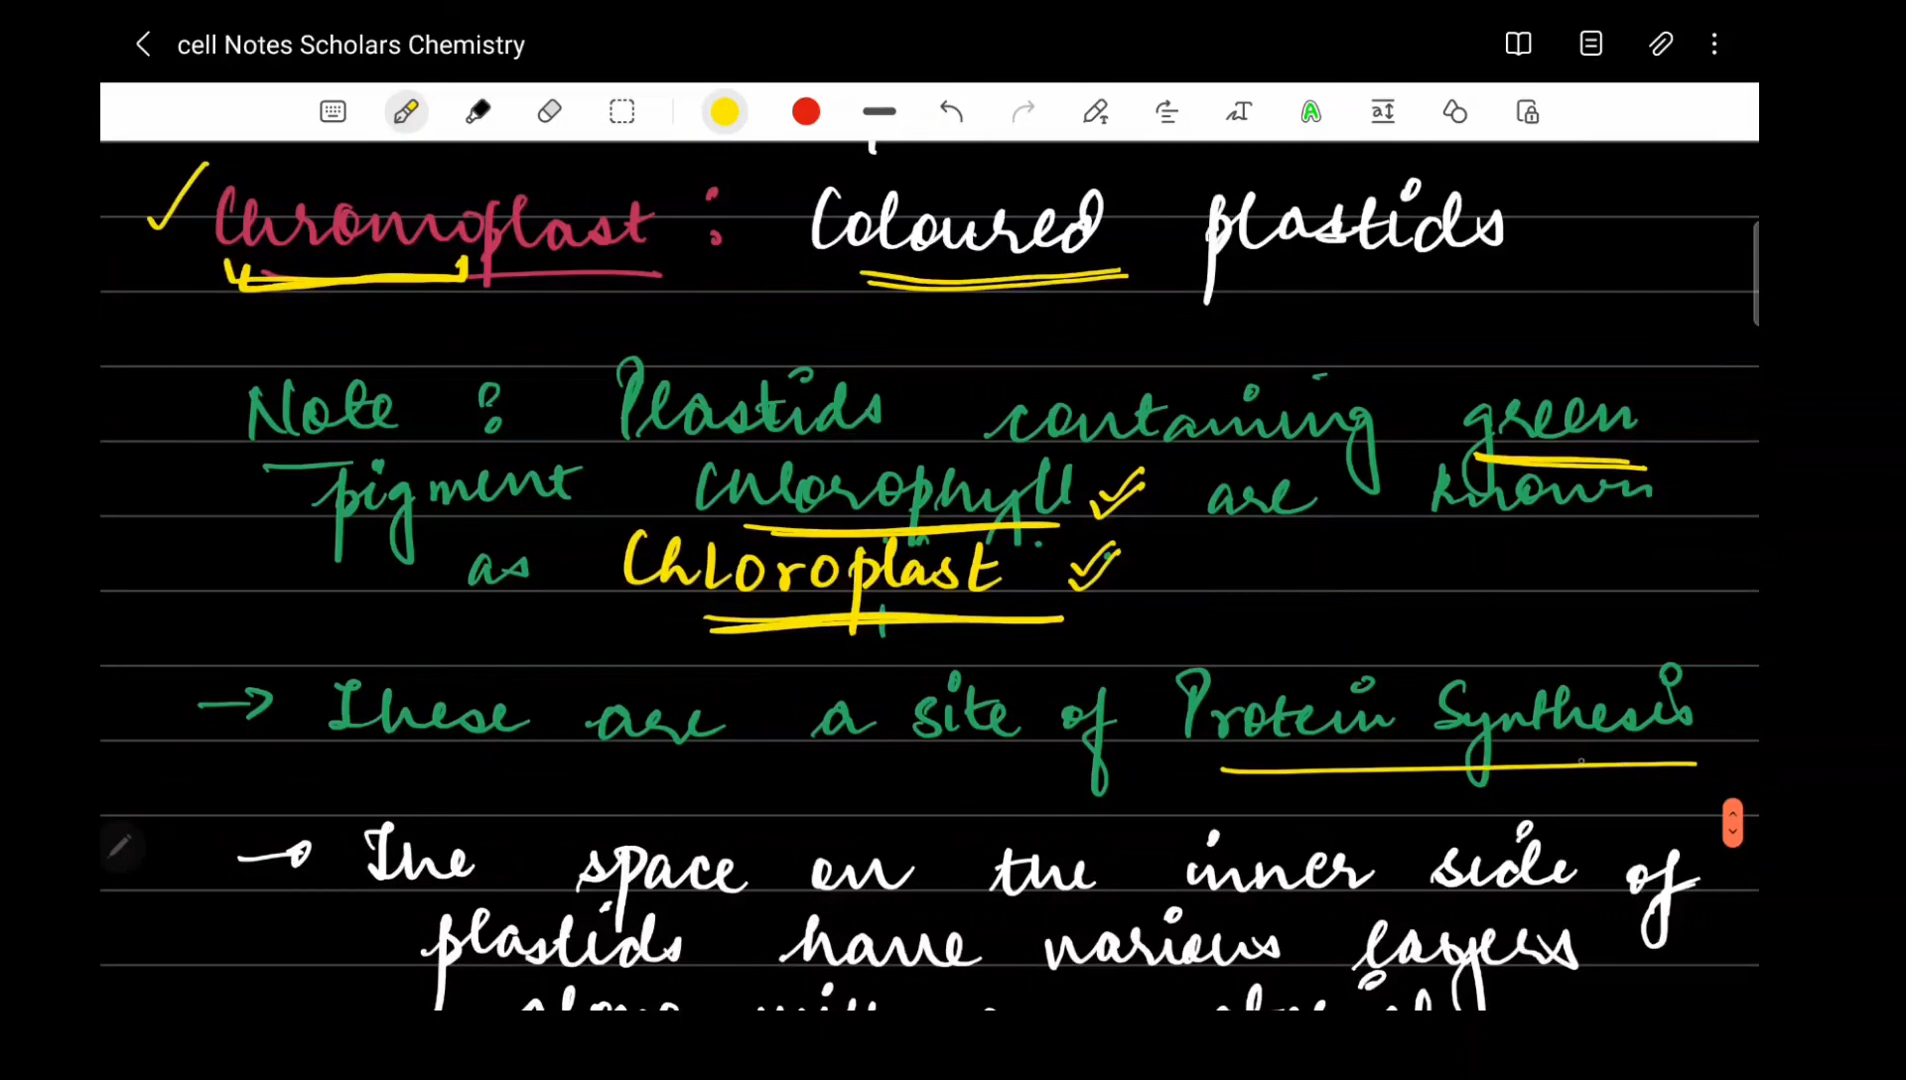 cell Notes Scholars Chemistry
Chromoplast : Coloured plastids
Note : Plastids containing green
pigment chlorophyll are known
as Chloroplast
→ These are a site of Protein Synthesis
→ The space on the inner side of
plastids have various layers